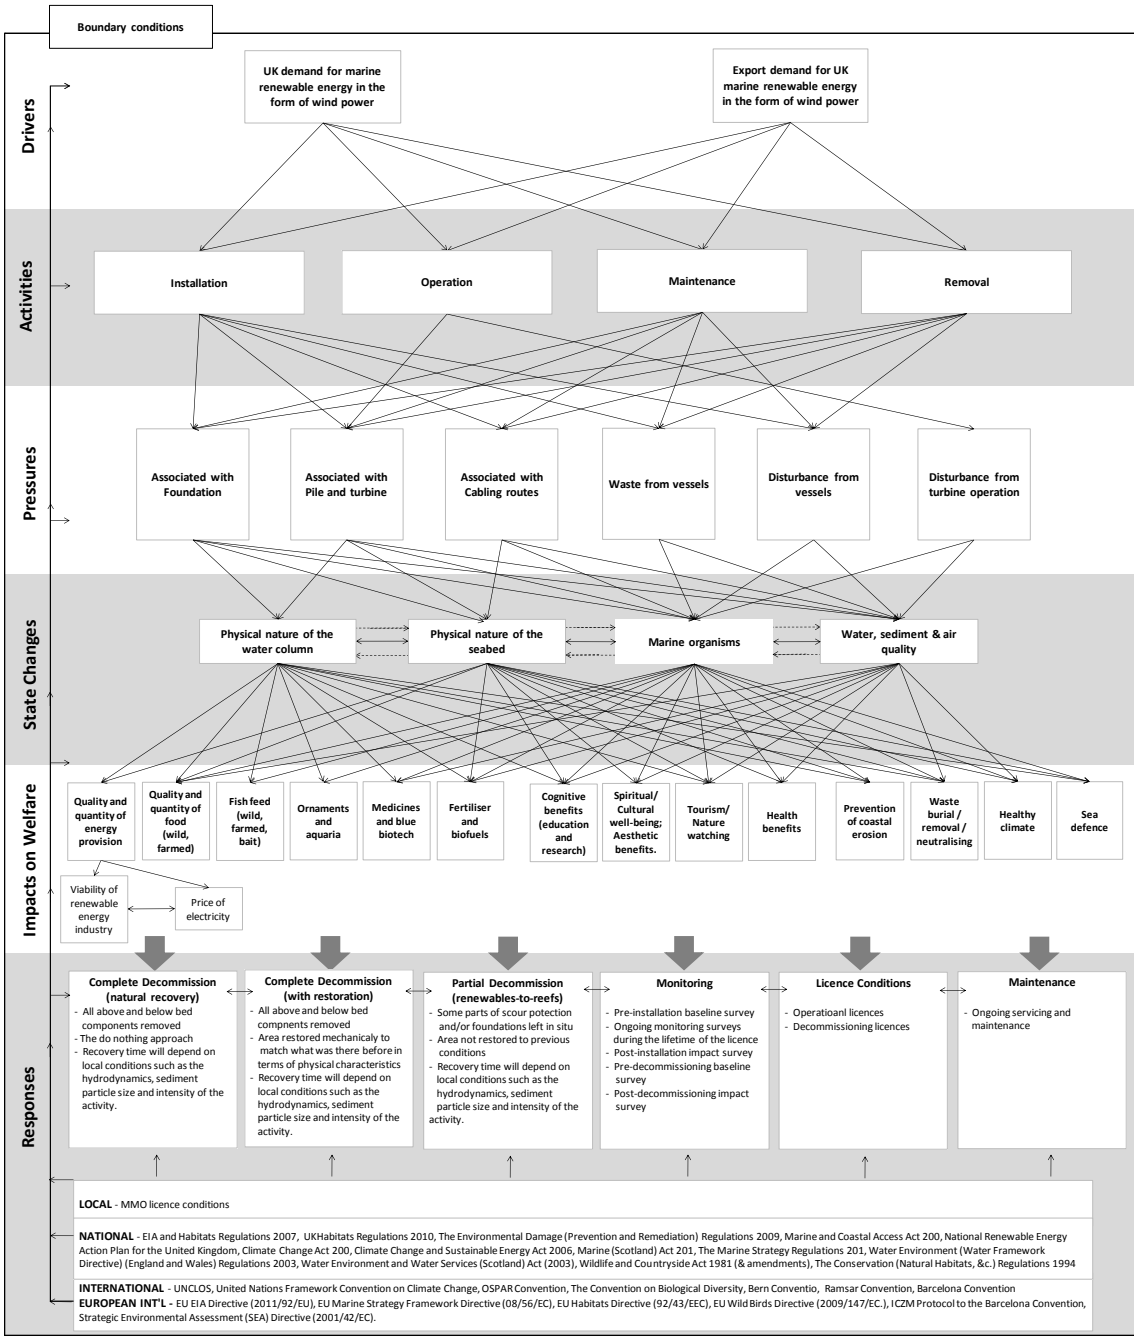 Boundary conditions
Drivers
UK demand for marine
renewable energy in the
form of wind power
Export demand for UK
marine renewable energy
in the form of wind power
Activities
Installation
Operation
Maintenance
Removal
Pressures
Associated with
Foundation
Associated with
Pile and turbine
Associated with
Cabling routes
Waste from vessels
Disturbance from
vessels
Disturbance from
turbine operation
State Changes
Physical nature of the
water column
Physical nature of the
seabed
Marine organisms
Water, sediment & air
quality
Impacts on Welfare
Quality and
quantity of
energy
provision
Quality and
quantity of
food
(wild,
farmed)
Fish feed
(wild,
farmed,
bait)
Ornaments
and
aquaria
Medicines
and blue
biotech
Fertiliser
and
biofuels
Cognitive
benefits
(education
and
research)
Spiritual/
Cultural
well-being;
Aesthetic
benefits.
Tourism/
Nature
watching
Health
benefits
Prevention
of coastal
erosion
Waste
burial /
removal /
neutralising
Healthy
climate
Sea
defence
Viability of
renewable
energy
industry
Price of
electricity
Responses
Complete Decommission
(natural recovery)
- All above and below bed
components removed
- The do nothing approach
- Recovery time will depend on
local conditions such as the
hydrodynamics, sediment
particle size and intensity of the
activity.
Complete Decommission
(with restoration)
- All above and below bed
compnents removed
- Area restored mechanicaly to
match what was there before in
terms of physical characteristics
- Recovery time will depend on
local conditions such as the
hydrodynamics, sediment
particle size and intensity of the
activity.
Partial Decommission
(renewables-to-reefs)
- Some parts of scour potection
and/or foundations left in situ
- Area not restored to previous
conditions
- Recovery time will depend on
local conditions such as the
hydrodynamics, sediment
particle size and intensity of the
activity.
Monitoring
- Pre-installation baseline survey
- Ongoing monitoring surveys
during the lifetime of the licence
- Post-installation impact survey
- Pre-decommissioning baseline
survey
- Post-decommissioning impact
survey
Licence Conditions
- Operatioanl licences
- Decommissioning licences
Maintenance
- Ongoing servicing and
maintenance
LOCAL - MMO licence conditions
NATIONAL - EIA and Habitats Regulations 2007, UKHabitats Regulations 2010, The Environmental Damage (Prevention and Remediation) Regulations 2009, Marine and Coastal Access Act 200, National Renewable Energy
Action Plan for the United Kingdom, Climate Change Act 200, Climate Change and Sustainable Energy Act 2006, Marine (Scotland) Act 201, The Marine Strategy Regulations 201, Water Environment (Water Framework
Directive) (England and Wales) Regulations 2003, Water Environment and Water Services (Scotland) Act (2003), Wildlife and Countryside Act 1981 (& amendments), The Conservation (Natural Habitats, &c.) Regulations 1994
INTERNATIONAL - UNCLOS, United Nations Framework Convention on Climate Change, OSPAR Convention, The Convention on Biological Diversity, Bern Conventio, Ramsar Convention, Barcelona Convention
EUROPEAN INT'L - EU EIA Directive (2011/92/EU), EU Marine Strategy Framework Directive (08/56/EC), EU Habitats Directive (92/43/EEC), EU Wild Birds Directive (2009/147/EC.), ICZM Protocol to the Barcelona Convention,
Strategic Environmental Assessment (SEA) Directive (2001/42/EC).